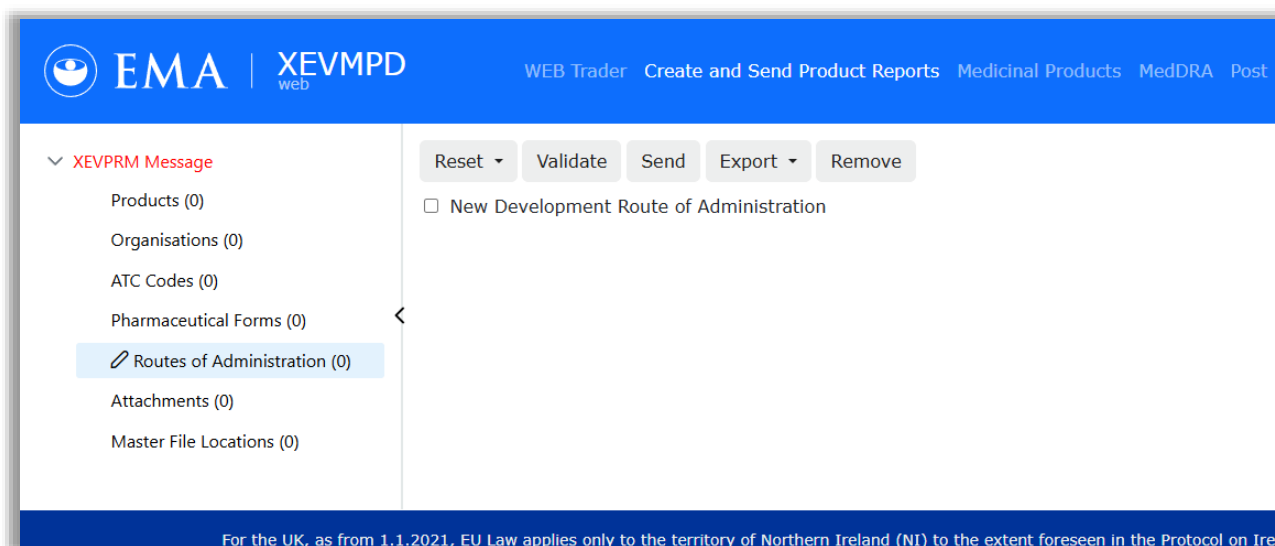 EMA | XEVMPD web
WEB Trader Create and Send Product Reports Medicinal Products MedDRA Post
XEVPRM Message
Products (0)
Organisations (0)
ATC Codes (0)
Pharmaceutical Forms (0)
Routes of Administration (0)
Attachments (0)
Master File Locations (0)
Reset Validate Send Export Remove
New Development Route of Administration
For the UK, as from 1.1.2021, EU Law applies only to the territory of Northern Ireland (NI) to the extent foreseen in the Protocol on Ire